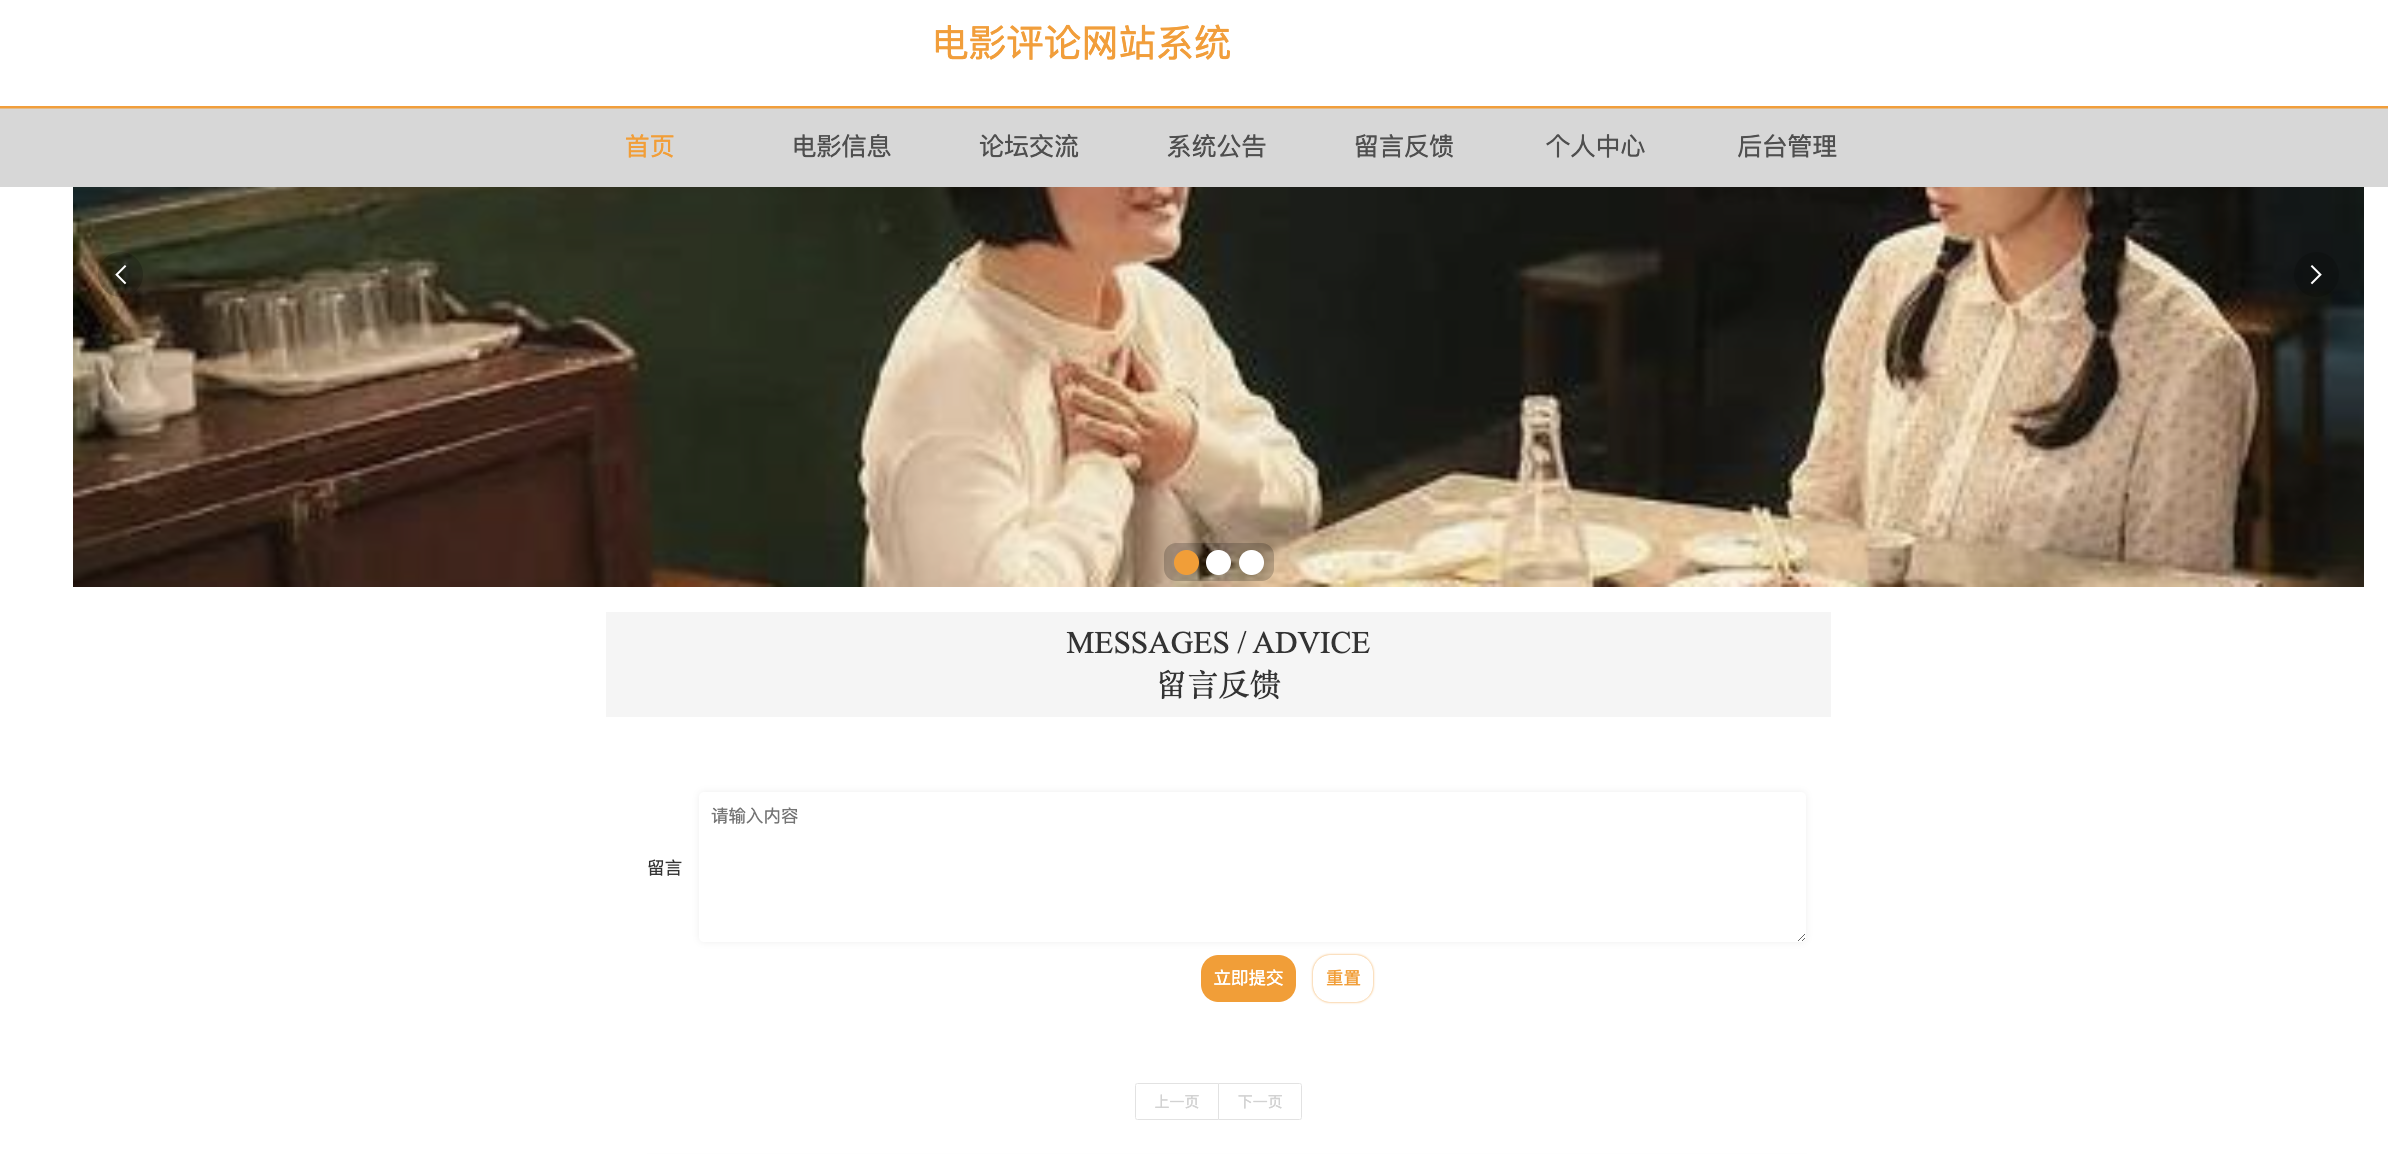 电影评论网站系统
首页 电影信息 论坛交流 系统公告 留言反馈 个人中心 后台管理
MESSAGES / ADVICE
留言反馈
请输入内容
留言
立即提交 重置
上一页 下一页